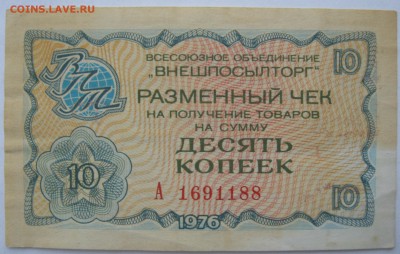 COINS.LAVE.RU
ВСЕСОЮЗНОЕ ОБЪЕДИНЕНИЕ
„ВНЕШПОСЫЛТОРГ"
10
ВПТ
РАЗМЕННЫЙ ЧЕК
НА ПОЛУЧЕНИЕ ТОВАРОВ
НА СУММУ
ДЕСЯТЬ
КОПЕЕК
10
А 1691188
10
1976